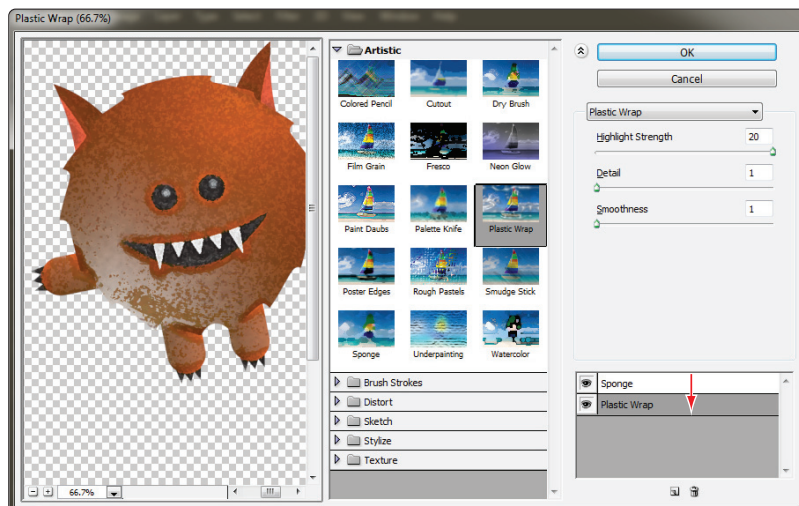 Plastic Wrap (66.7%)
Artistic
Colored Pencil
Cutout
Dry Brush
Film Grain
Fresco
Neon Glow
Paint Daubs
Palette Knife
Plastic Wrap
Poster Edges
Rough Pastels
Smudge Stick
Sponge
Underpainting
Watercolor
Brush Strokes
Distort
Sketch
Stylize
Texture
66.7%
OK
Cancel
Plastic Wrap
Highlight Strength 20
Detail 1
Smoothness 1
Sponge
Plastic Wrap